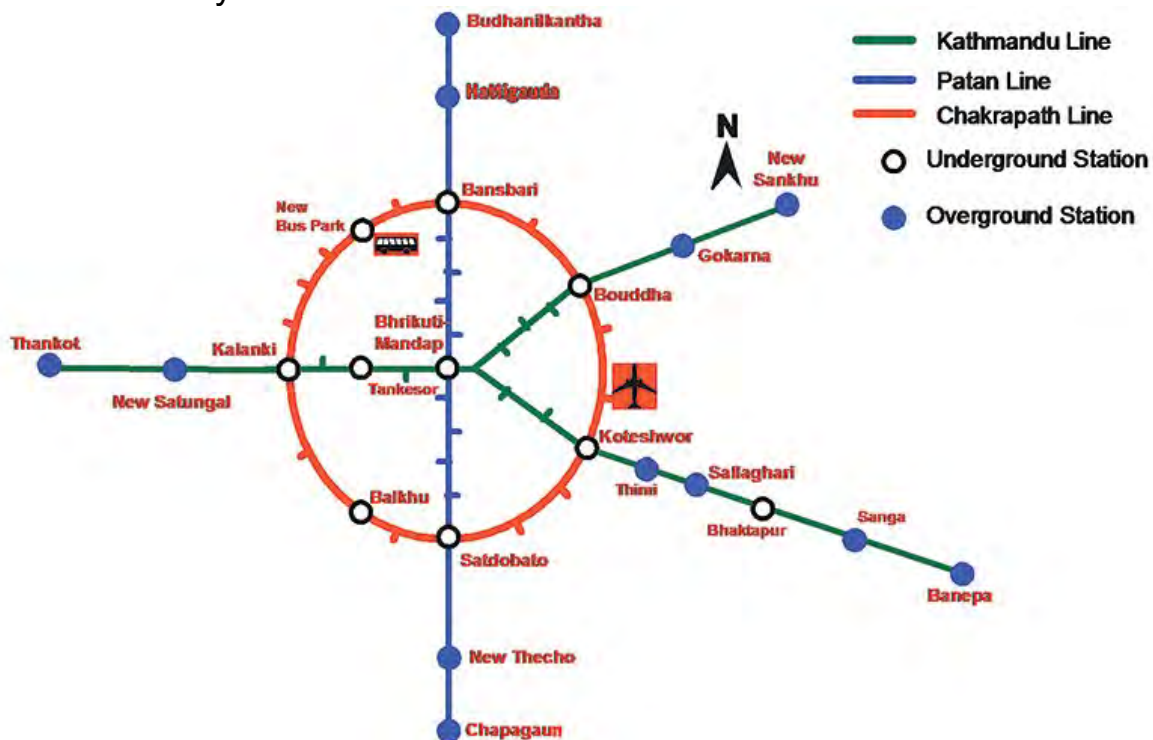 Budhanilkantha
Hattigauda
Bansbari
New
Bus Park
Bhrikuti-
Mandap
Kalanki
Thankot
New Satungal
Tankesor
Bouddha
Gokarna
New
Sankhu
N
Koteshwor
Thimi
Sallaghari
Bhaktapur
Sanga
Banepa
Balkhu
Satdobato
New Thecho
Chapagaun
Kathmandu Line
Patan Line
Chakrapath Line
Underground Station
Overground Station